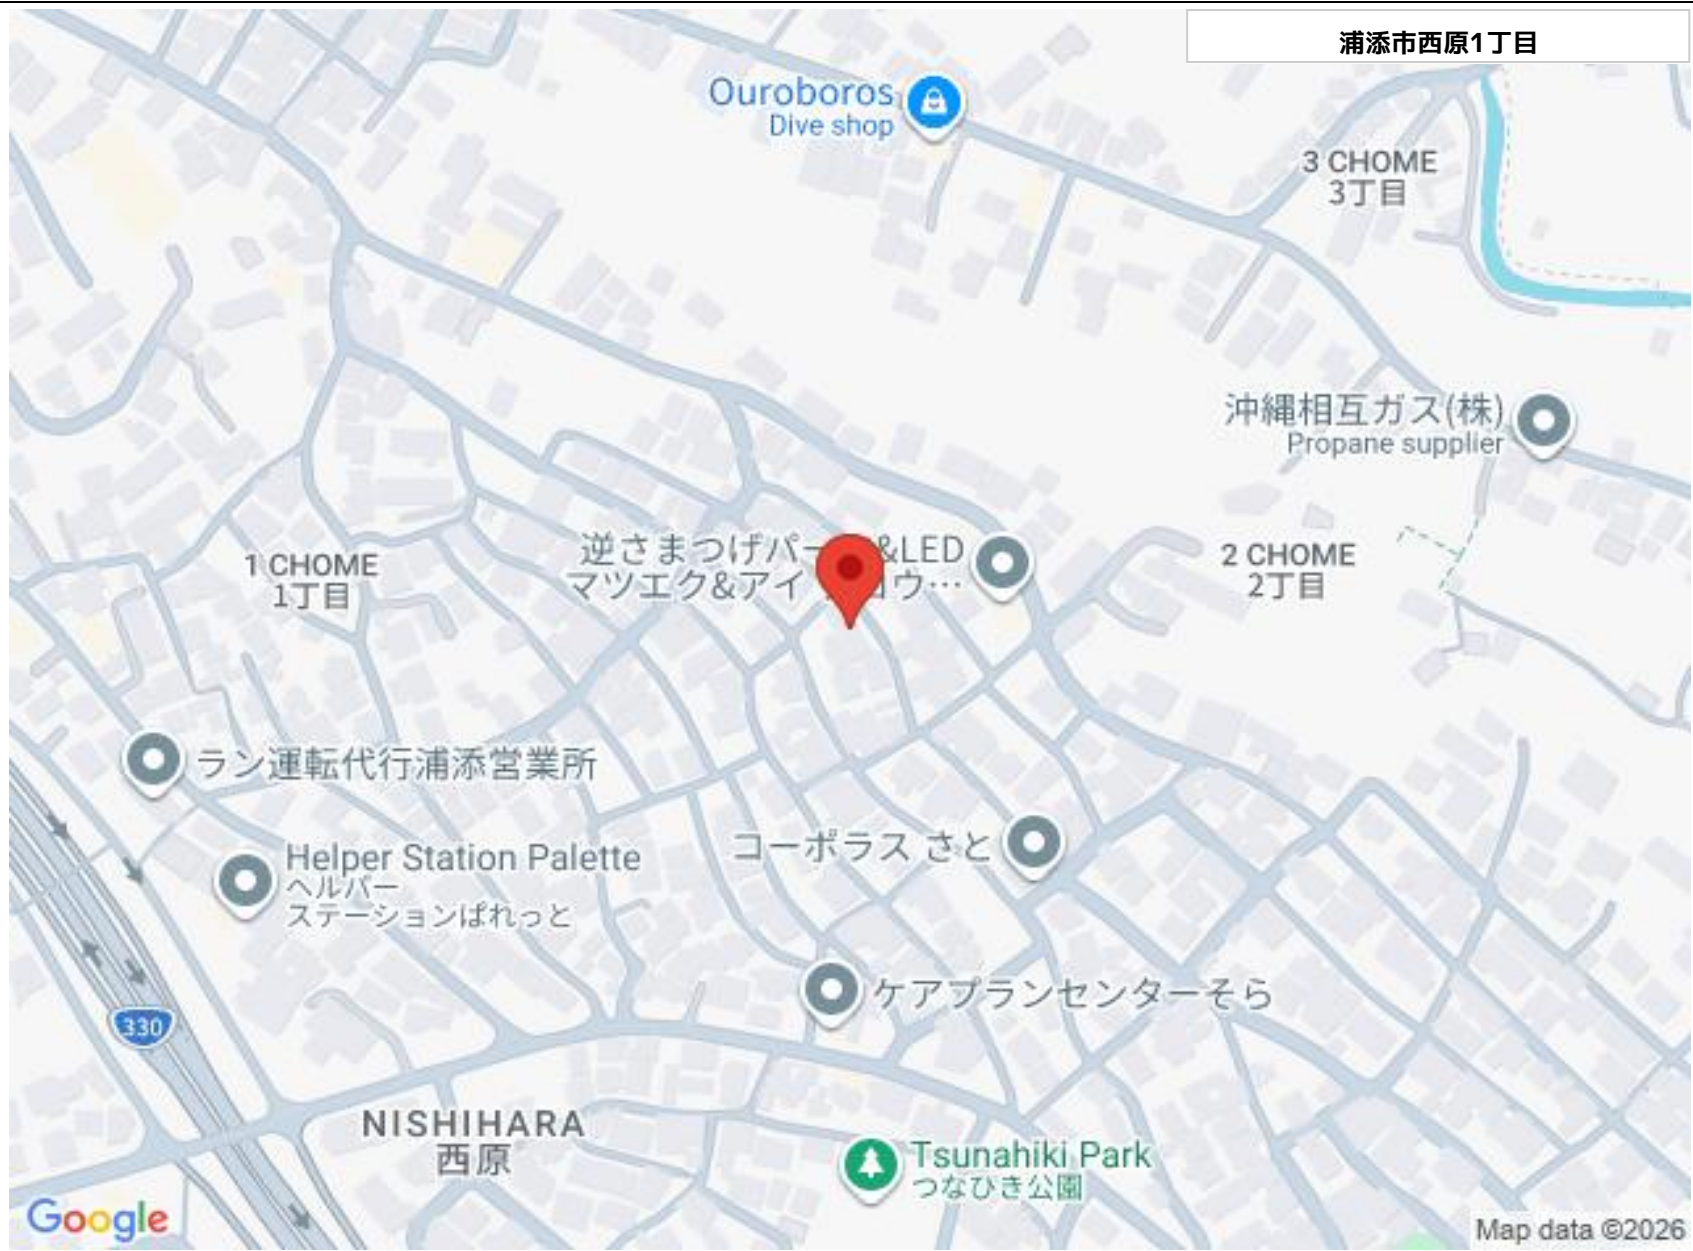 浦添市西原1丁目
Ouroboros
Dive shop
3 CHOME
3丁目
沖縄相互ガス(株)
Propane supplier
逆さまつげパー &LED
マツエク&アイ ョウ…
1 CHOME
1丁目
2 CHOME
2丁目
ラン運転代行浦添営業所
コーポラス さと
Helper Station Palette
ヘルパー
ステーションぱれっと
ケアプランセンターそら
330
NISHIHARA
西原
Tsunahiki Park
つなひき公園
Google
Map data ©2026